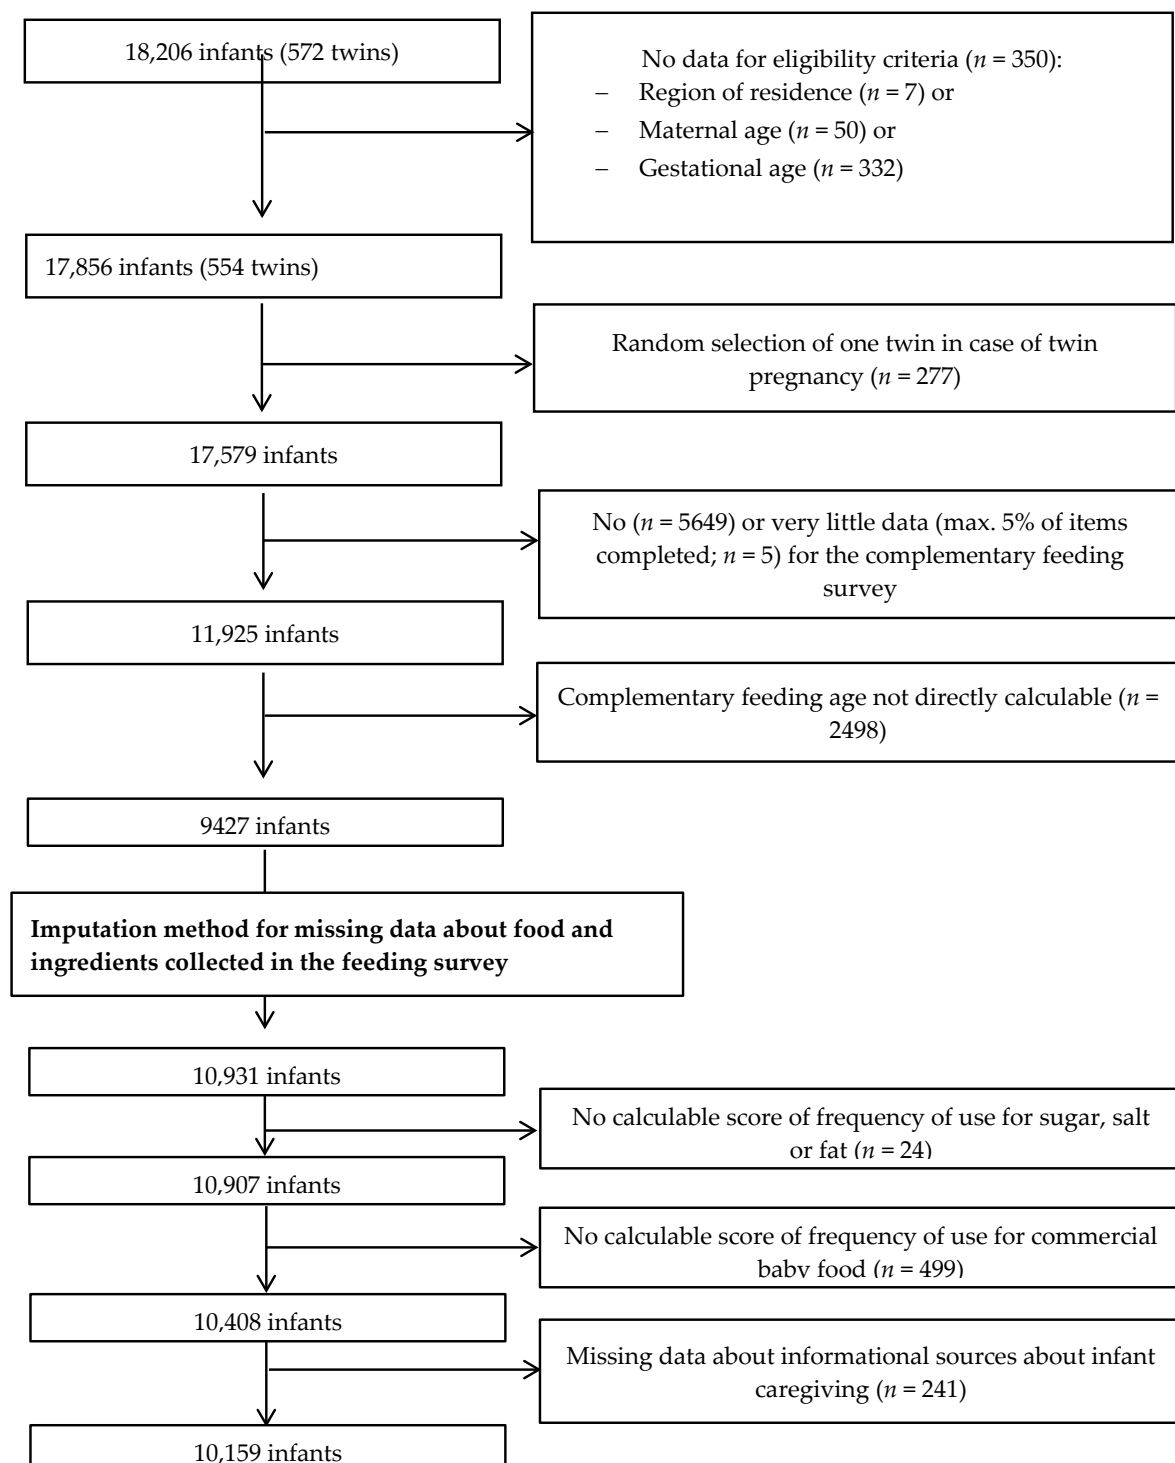 18,206 infants (572 twins)
No data for eligibility criteria (n = 350):
– Region of residence (n = 7) or
– Maternal age (n = 50) or
– Gestational age (n = 332)
17,856 infants (554 twins)
Random selection of one twin in case of twin
pregnancy (n = 277)
17,579 infants
No (n = 5649) or very little data (max. 5% of items
completed; n = 5) for the complementary feeding
survey
11,925 infants
Complementary feeding age not directly calculable (n =
2498)
9427 infants
Imputation method for missing data about food and
ingredients collected in the feeding survey
10,931 infants
No calculable score of frequency of use for sugar, salt
or fat (n = 24)
10,907 infants
No calculable score of frequency of use for commercial
baby food (n = 499)
10,408 infants
Missing data about informational sources about infant
caregiving (n = 241)
10,159 infants